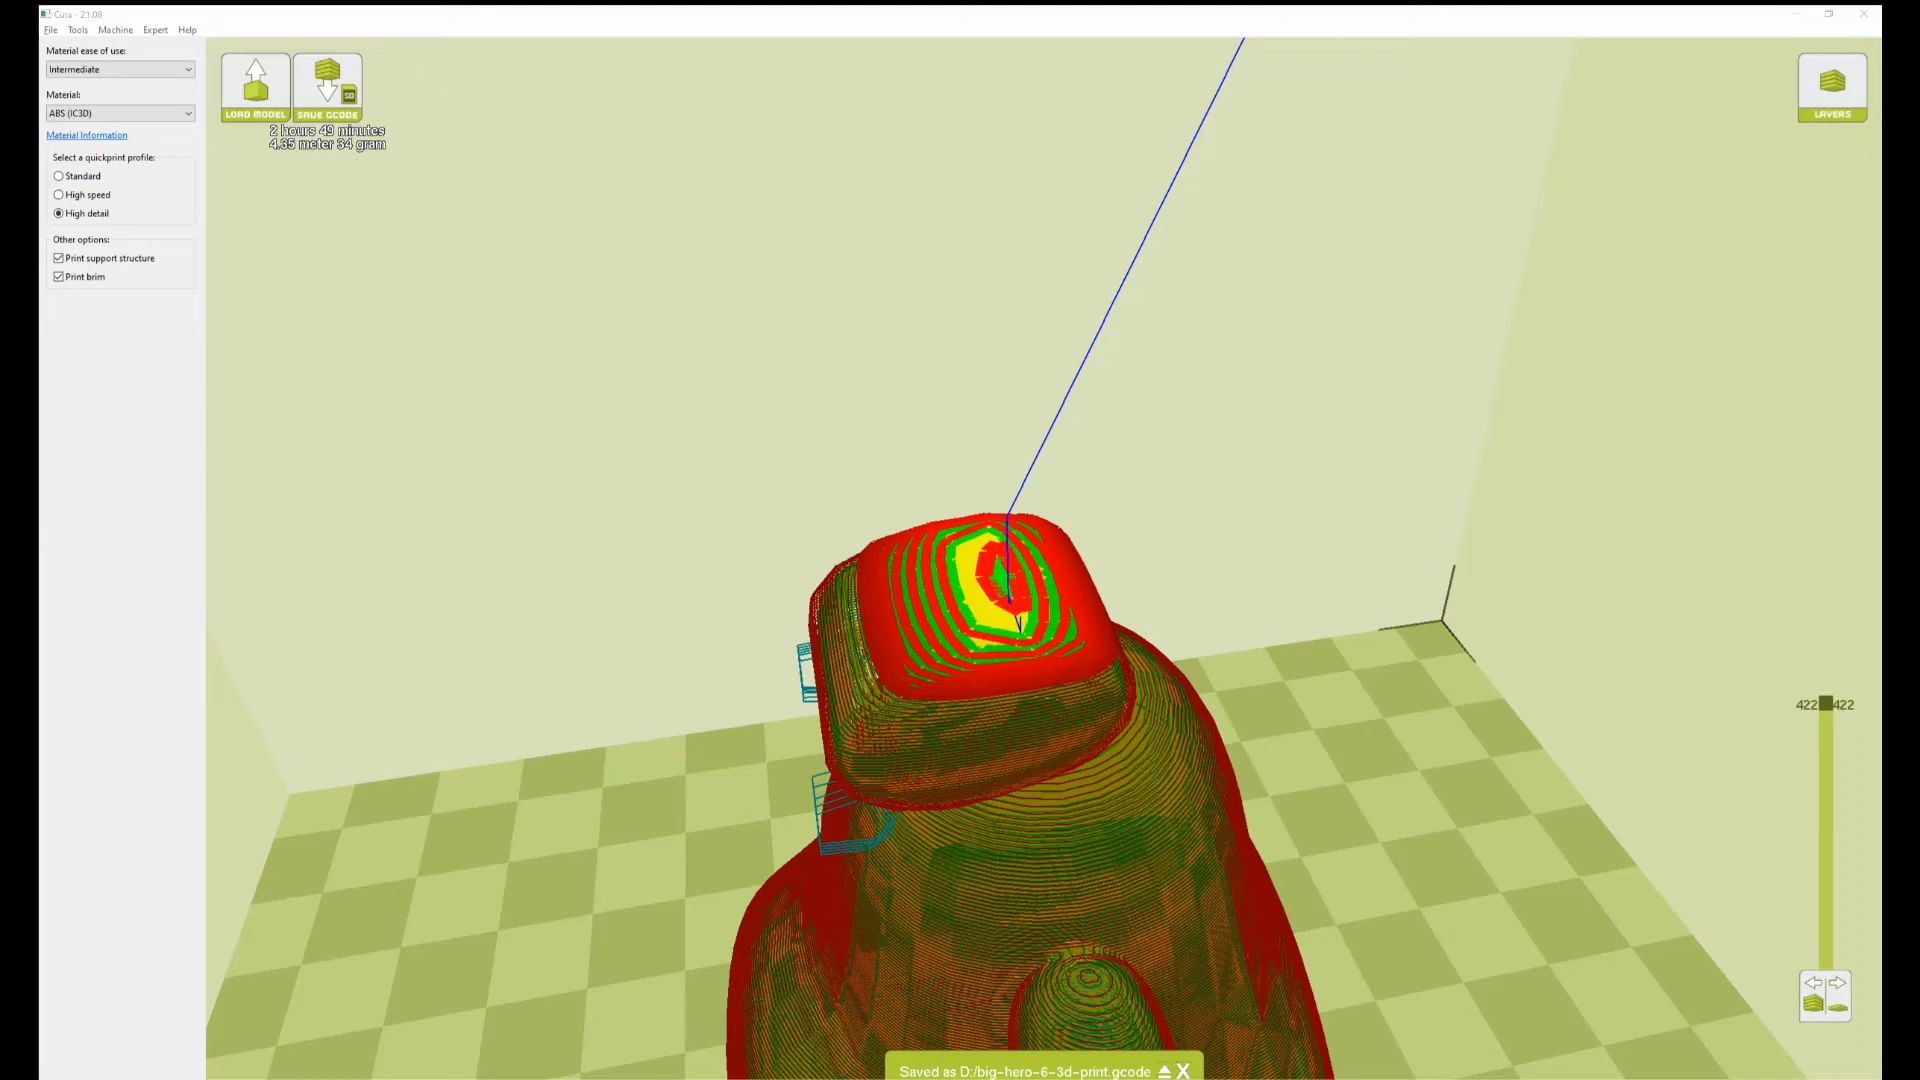 Cura - 21.08
File Tools Machine Expert Help
Material ease of use:
Intermediate
Material:
ABS (IC3D)
Material Information
Select a quickprint profile:
Standard
High speed
High detail
Other options:
Print support structure
Print brim
LOAD MODEL
SAVE GCODE
SD
2 hours 49 minutes
4.35 meter 34 gram
LAYERS
422 422
Saved as D:/big-hero-6-3d-print.gcode X